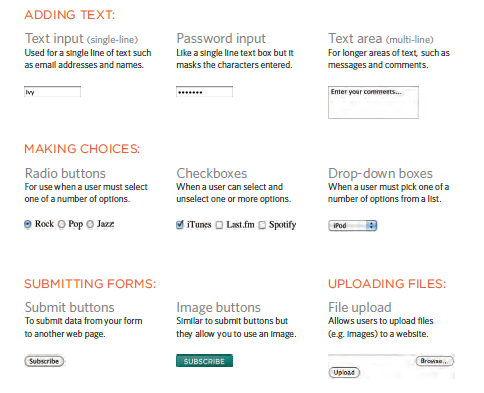 ADDING TEXT:
Text input (single-line)
Used for a single line of text such
as email addresses and names.
Ivy
Password input
Like a single line text box but it
masks the characters entered.
•••••••
Text area (multi-line)
For longer areas of text, such as
messages and comments.
Enter your comments...
MAKING CHOICES:
Radio buttons
For use when a user must select
one of a number of options.
Rock Pop Jazz
Checkboxes
When a user can select and
unselect one or more options.
iTunes Last.fm Spotify
Drop-down boxes
When a user must pick one of a
number of options from a list.
iPod
SUBMITTING FORMS:
Submit buttons
To submit data from your form
to another web page.
Subscribe
Image buttons
Similar to submit buttons but
they allow you to use an image.
SUBSCRIBE
UPLOADING FILES:
File upload
Allows users to upload files
(e.g. images) to a website.
Browse...
Upload